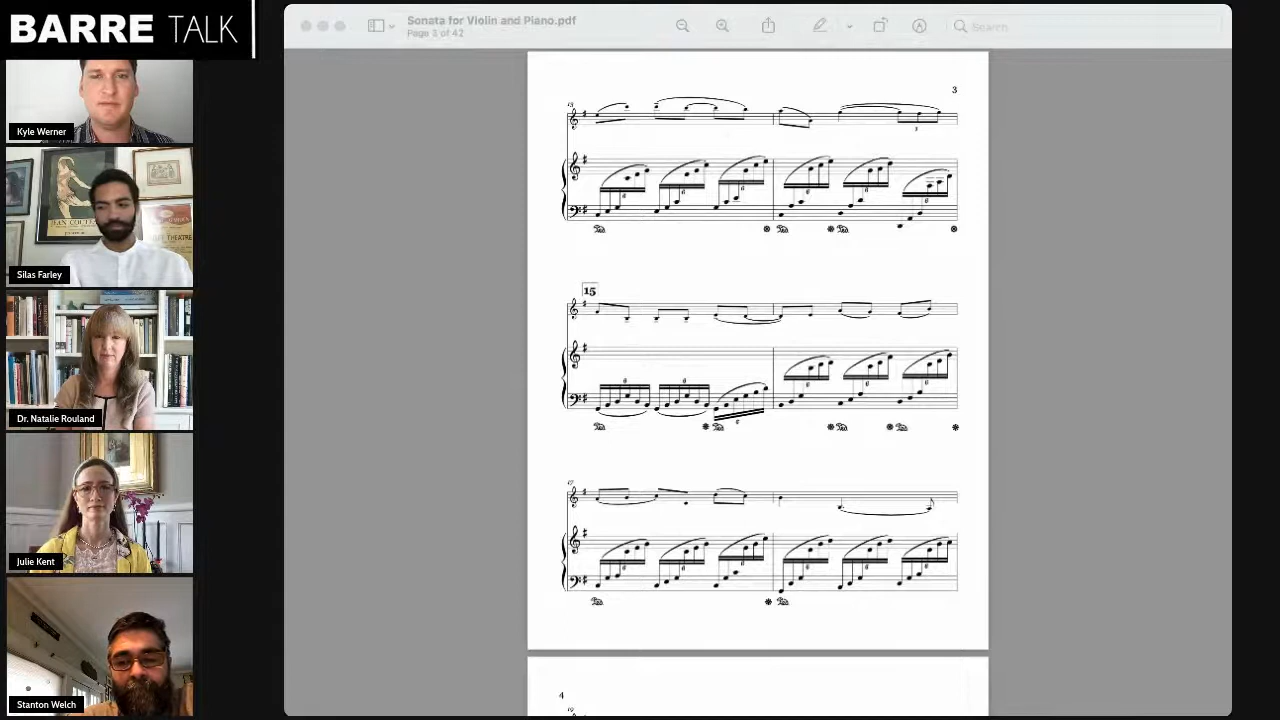 BARRE TALK
Kyle Werner
Silas Farley
Dr. Natalie Rouland
Julie Kent
Stanton Welch
Sonata for Violin and Piano.pdf
Page 3 of 42
Search
3
15
4